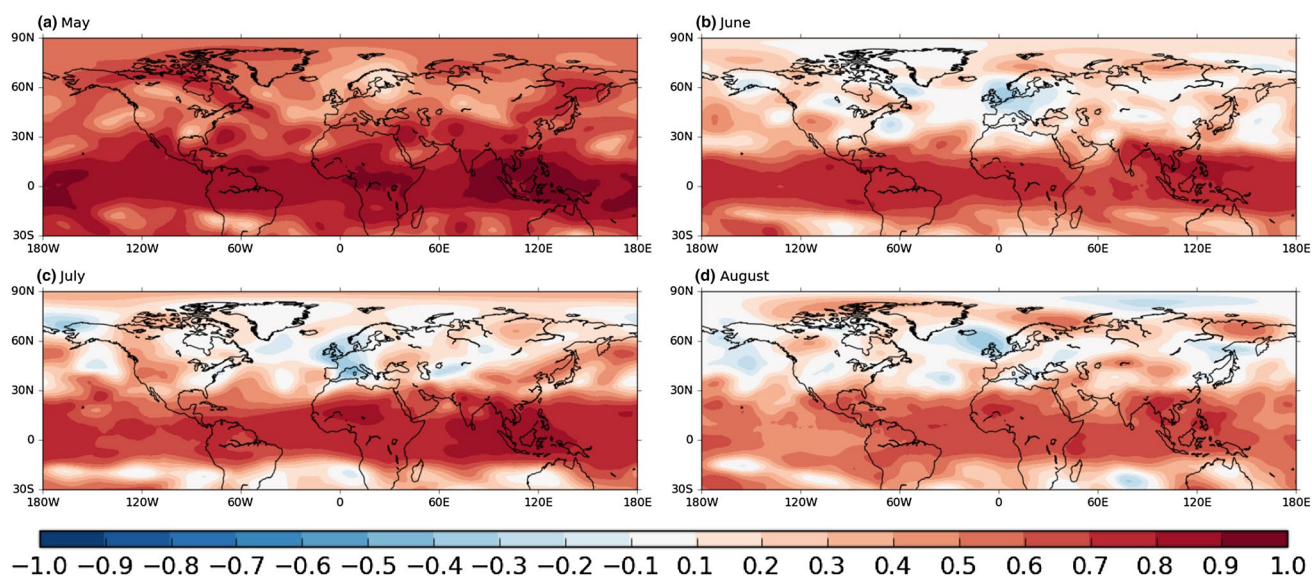 (a) May
(b) June
90N
60N
30N
0
30S
180W 120W 60W 0 60E 120E 180E
90N
60N
30N
0
30S
180W 120W 60W 0 60E 120E 180E
(c) July
(d) August
90N
60N
30N
0
30S
180W 120W 60W 0 60E 120E 180E
90N
60N
30N
0
30S
180W 120W 60W 0 60E 120E 180E
−1.0 −0.9 −0.8 −0.7 −0.6 −0.5 −0.4 −0.3 −0.2 −0.1 0.1 0.2 0.3 0.4 0.5 0.6 0.7 0.8 0.9 1.0